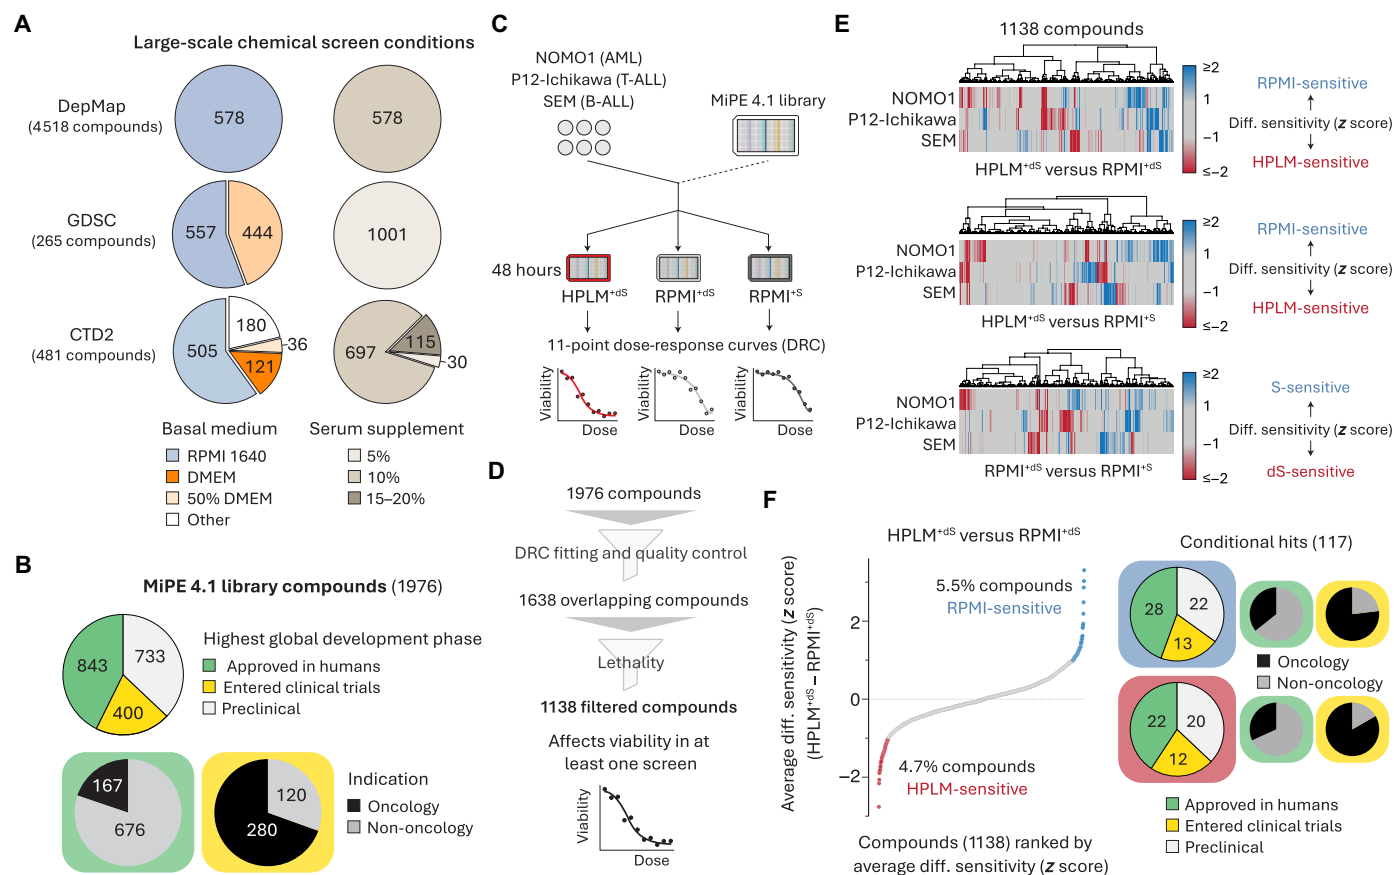 A
Large-scale chemical screen conditions
DepMap
(4518 compounds)
578
578
GDSC
(265 compounds)
557
444
1001
CTD2
(481 compounds)
505
180
36
121
697
115
30
Basal medium
RPMI 1640
DMEM
50% DMEM
Other
Serum supplement
5%
10%
15–20%
B
MiPE 4.1 library compounds (1976)
843
733
400
Highest global development phase
Approved in humans
Entered clinical trials
Preclinical
167
676
120
280
Indication
Oncology
Non-oncology
C
NOMO1 (AML)
P12-Ichikawa (T-ALL)
SEM (B-ALL)
MiPE 4.1 library
48 hours
HPLM+dS
RPMI+dS
RPMI+S
11-point dose-response curves (DRC)
Viability
Dose
Viability
Dose
Viability
Dose
D
1976 compounds
DRC fitting and quality control
1638 overlapping compounds
Lethality
1138 filtered compounds
Affects viability in at
least one screen
Viability
Dose
E
1138 compounds
NOMO1
P12-Ichikawa
SEM
HPLM+dS versus RPMI+dS
≥2
1
−1
≤−2
RPMI-sensitive
Diff. sensitivity (z score)
HPLM-sensitive
NOMO1
P12-Ichikawa
SEM
HPLM+dS versus RPMI+S
≥2
1
−1
≤−2
RPMI-sensitive
Diff. sensitivity (z score)
HPLM-sensitive
NOMO1
P12-Ichikawa
SEM
RPMI+dS versus RPMI+S
≥2
1
−1
≤−2
S-sensitive
Diff. sensitivity (z score)
dS-sensitive
F
HPLM+dS versus RPMI+dS
Average diff. sensitivity (z score)
(HPLM+dS – RPMI+dS)
2
0
−2
5.5% compounds
RPMI-sensitive
4.7% compounds
HPLM-sensitive
Compounds (1138) ranked by
average diff. sensitivity (z score)
Conditional hits (117)
28
22
13
Oncology
Non-oncology
22
20
12
Approved in humans
Entered clinical trials
Preclinical